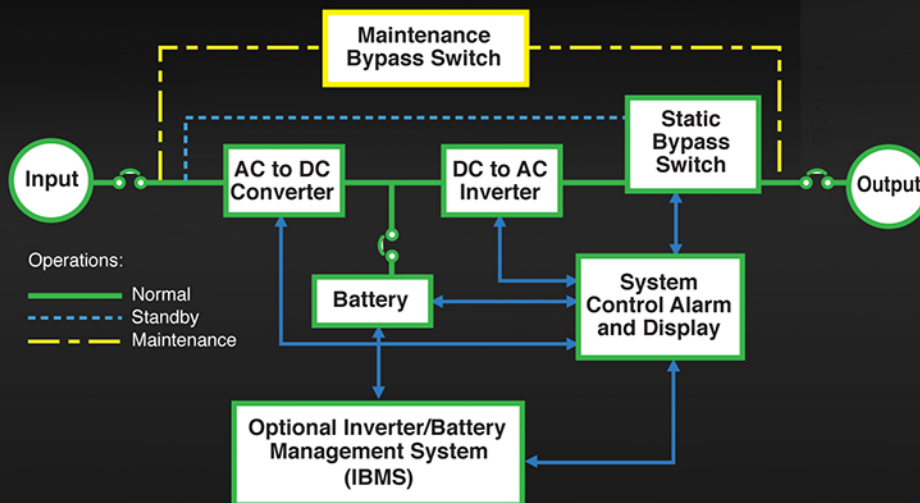 Maintenance
Bypass Switch
Static
Bypass
Switch
Input
AC to DC
Converter
DC to AC
Inverter
Output
Operations:
Normal
Standby
Maintenance
Battery
System
Control Alarm
and Display
Optional Inverter/Battery
Management System
(IBMS)